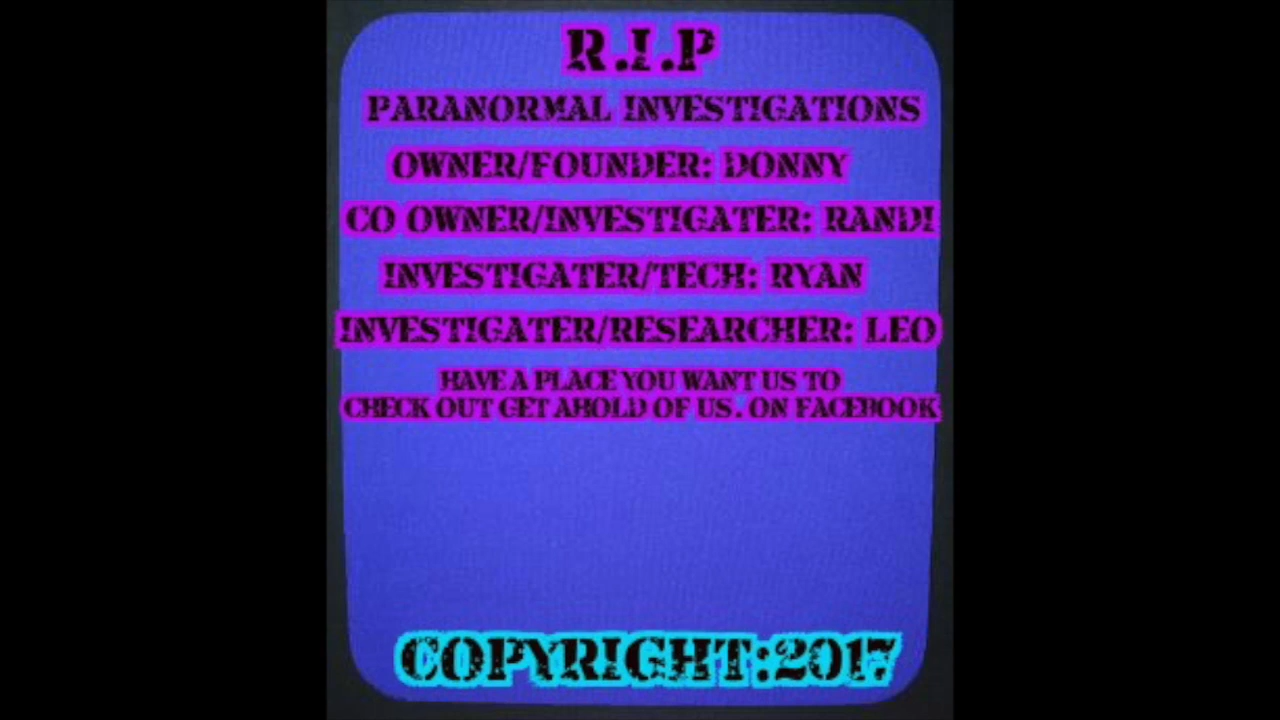 R.I.P
PARANORMAL INVESTIGATIONS
OWNER/FOUNDER: DONNY
CO OWNER/INVESTIGATER: RANDI
INVESTIGATER/TECH: RYAN
INVESTIGATER/RESEARCHER: LEO
HAVE A PLACE YOU WANT US TO
CHECK OUT GET AHOLD OF US. ON FACEBOOK
COPYRIGHT:2017